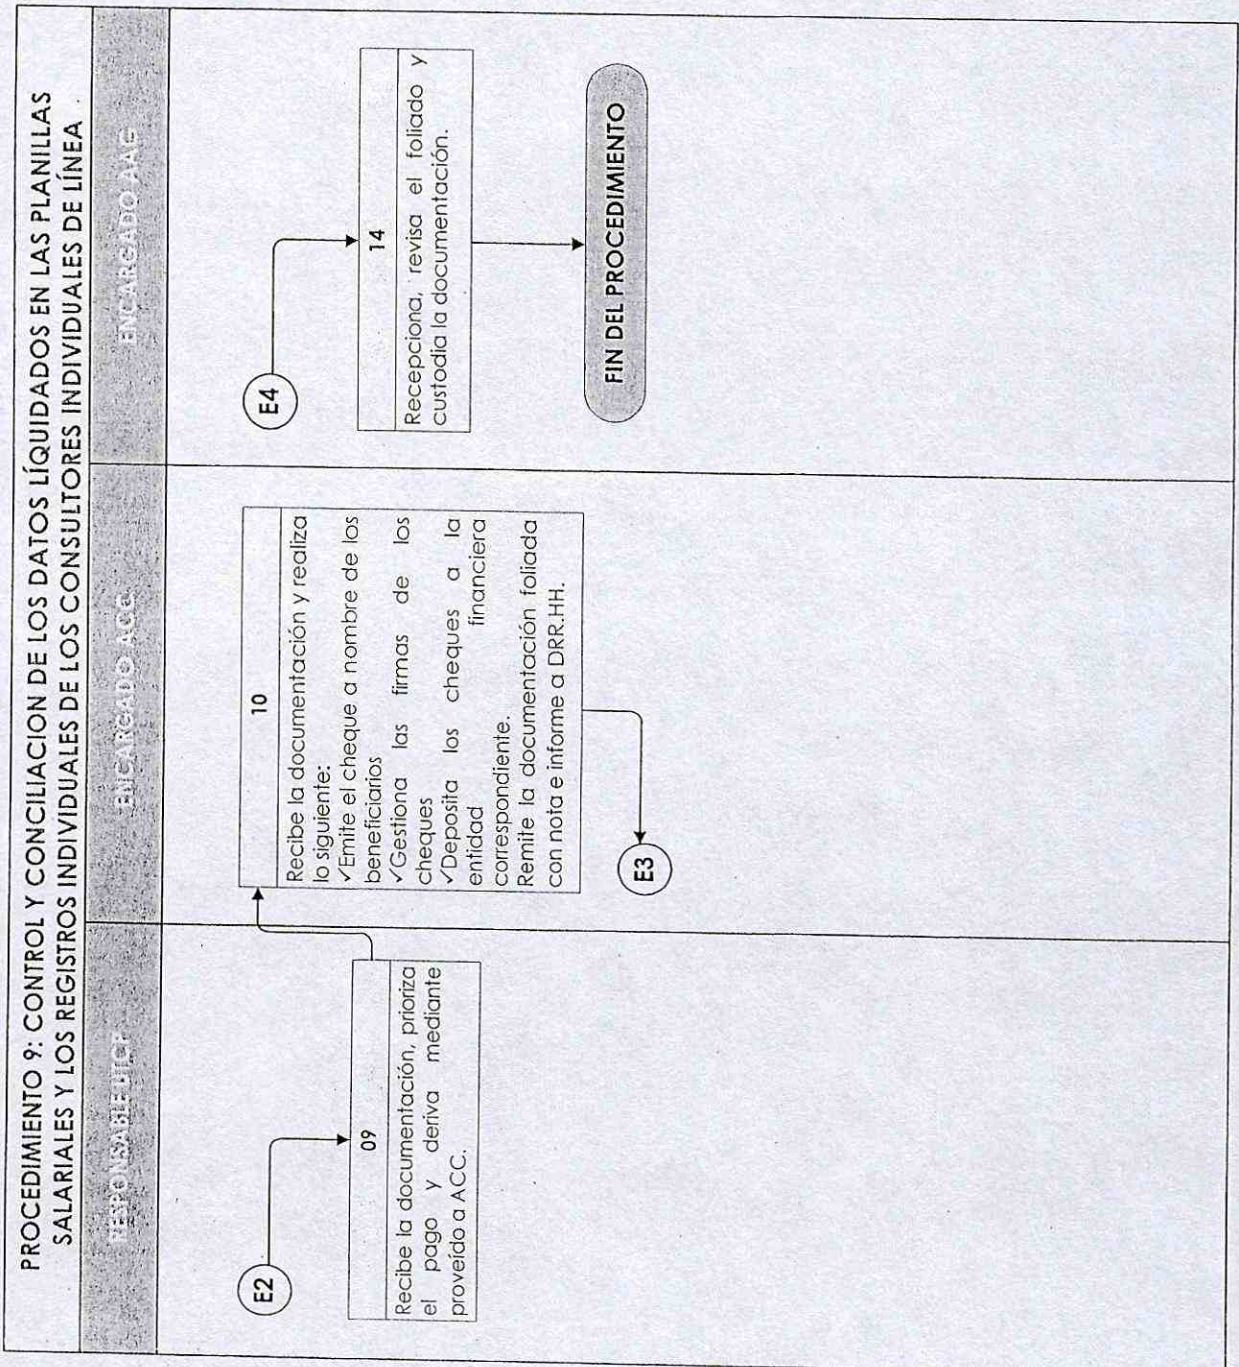 PROCEDIMIENTO 9: CONTROL Y CONCILIACION DE LOS DATOS LÍQUIDADOS EN LAS PLANILLAS
SALARIALES Y LOS REGISTROS INDIVIDUALES DE LOS CONSULTORES INDIVIDUALES DE LÍNEA.
RESPONSABLE UTCP
ENCARGADO ACC
ENCARGADO AAC
E2
09
Recibe la documentación, prioriza
el pago y deriva mediante
proveído a ACC.
10
Recibe la documentación y realiza
lo siguiente:
✓Emite el cheque a nombre de los
beneficiarios
✓Gestiona las firmas de los
cheques
✓Deposita los cheques a la
entidad financiera
correspondiente.
Remite la documentación foliada
con nota e informe a DRR.HH.
E3
E4
14
Recepciona, revisa el foliado y
custodia la documentación.
FIN DEL PROCEDIMIENTO